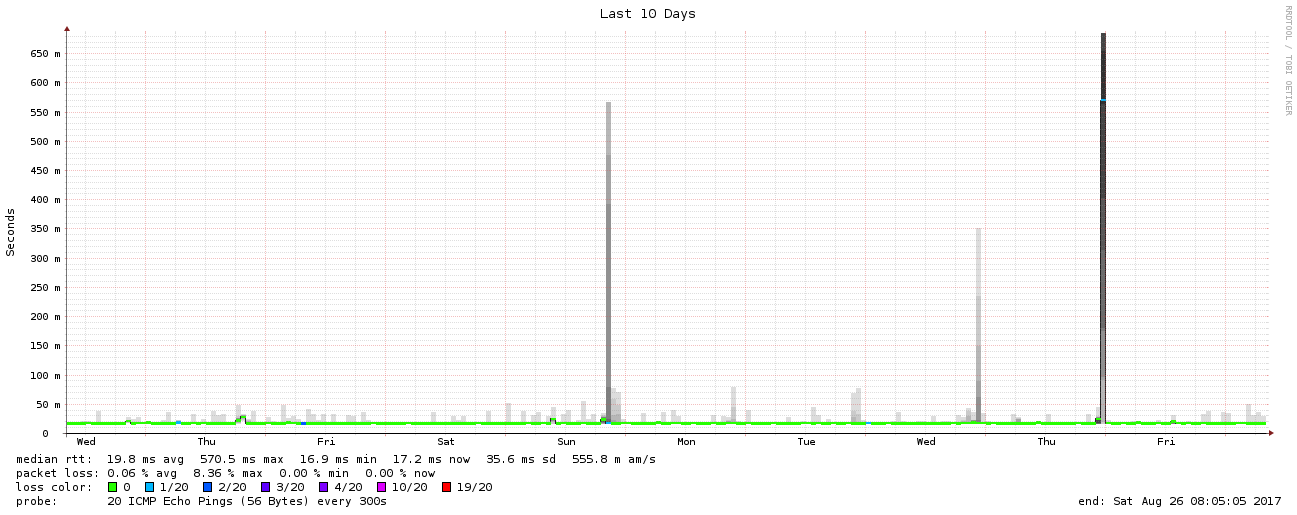 Last 10 Days
RRDTOOL / TOBI OETIKER
Seconds
650 m
600 m
550 m
500 m
450 m
400 m
350 m
300 m
250 m
200 m
150 m
100 m
50 m
0
Wed Thu Fri Sat Sun Mon Tue Wed Thu Fri
median rtt: 19.8 ms avg 570.5 ms max 16.9 ms min 17.2 ms now 35.6 ms sd 555.8 m am/s
packet loss: 0.06 % avg 8.36 % max 0.00 % min 0.00 % now
loss color: 0 1/20 2/20 3/20 4/20 10/20 19/20
probe: 20 ICMP Echo Pings (56 Bytes) every 300s end: Sat Aug 26 08:05:05 2017